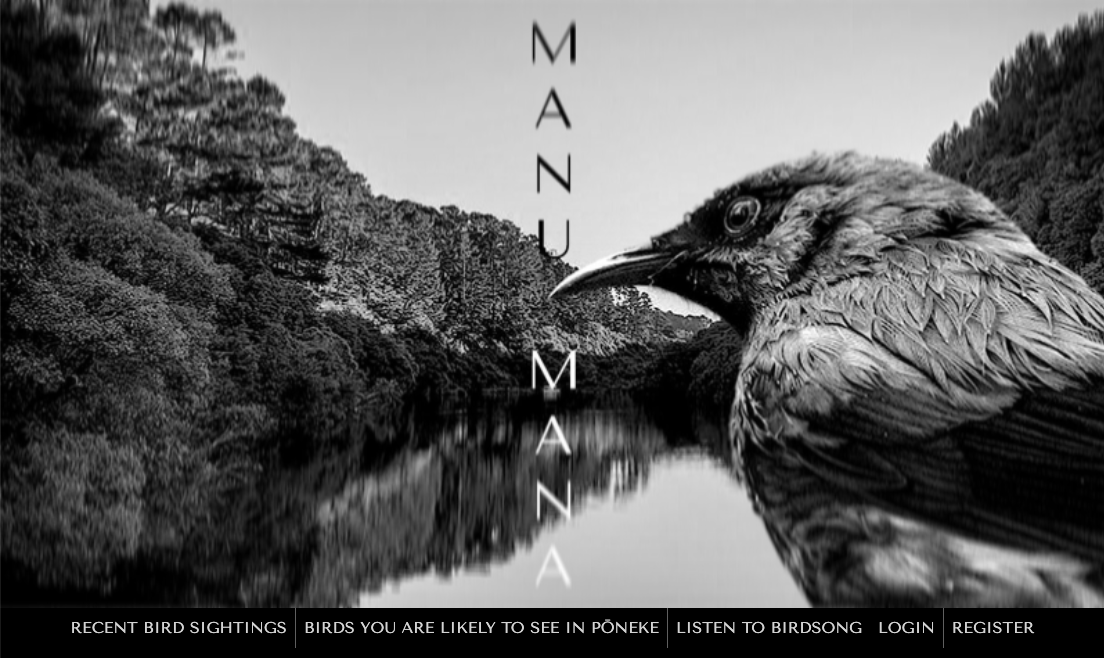 MANU
MANA
RECENT BIRD SIGHTINGS
BIRDS YOU ARE LIKELY TO SEE IN PŌNEKE
LISTEN TO BIRDSONG
LOGIN
REGISTER